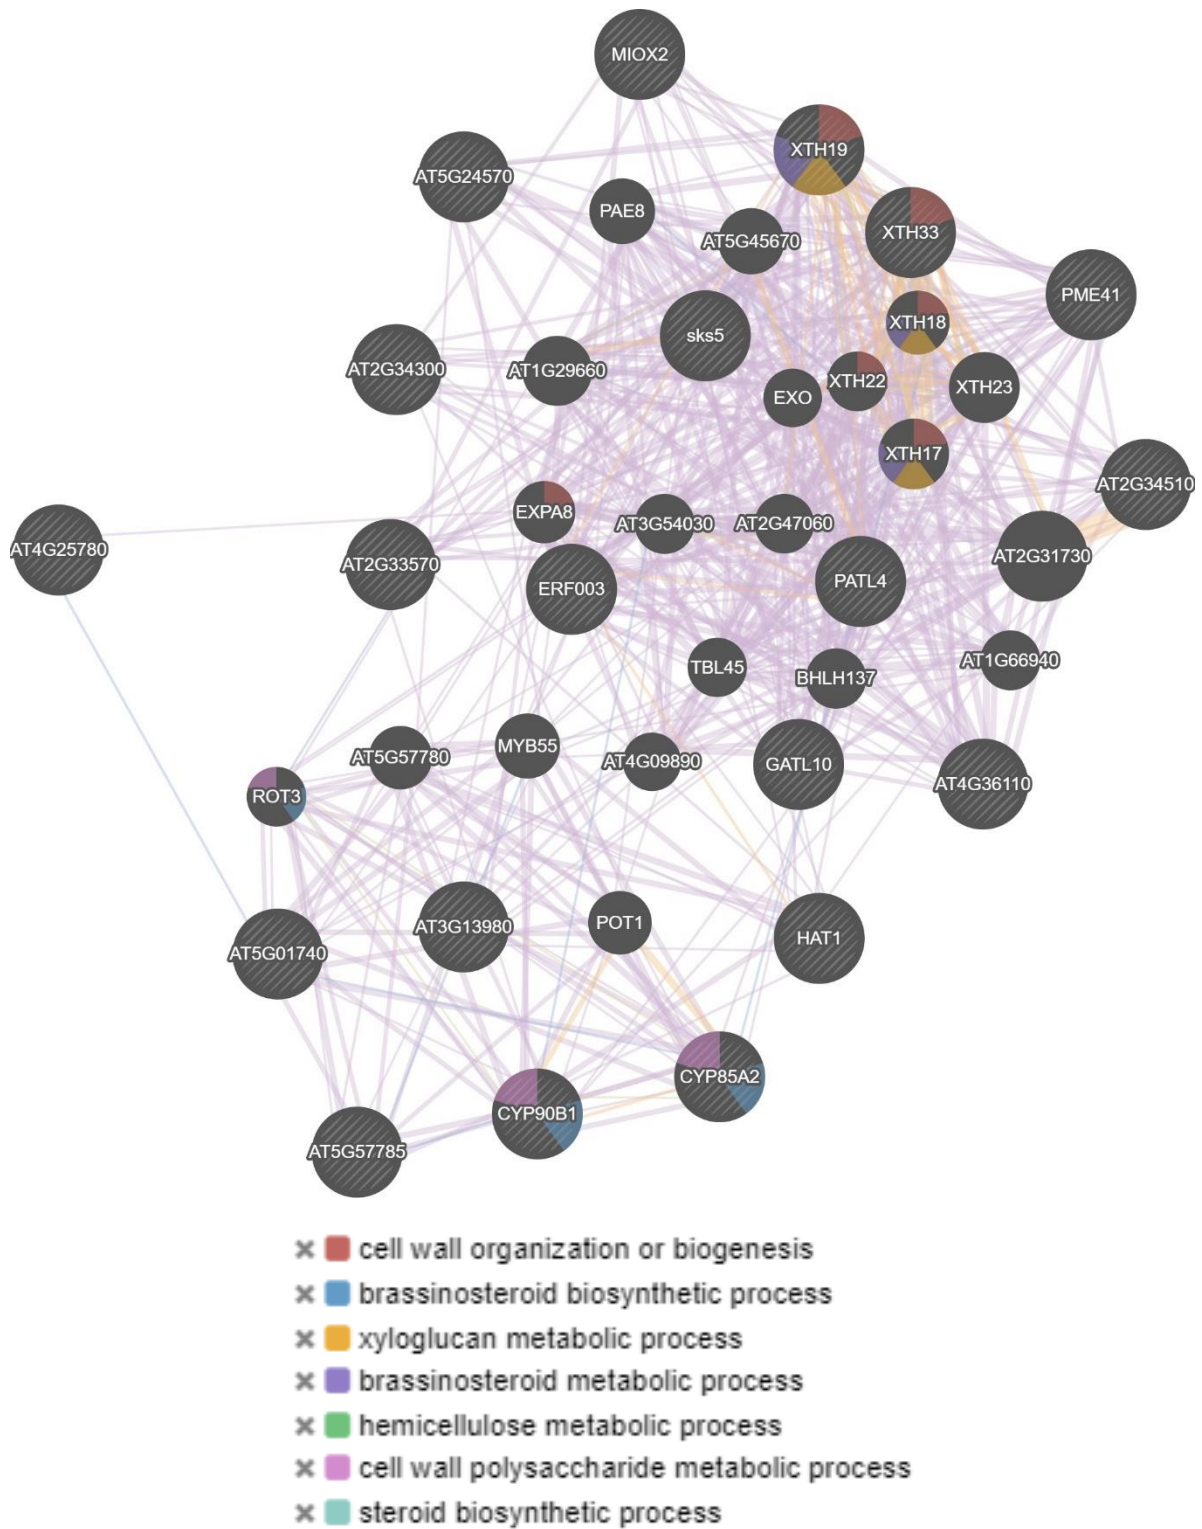 MIOX2
XTH19
AT5G24570
PAE8
XTH33
AT5G45670
PME41
XTH18
sks5
AT2G34300
AT1G29660
XTH22
XTH23
EXO
XTH17
AT2G34510
EXPA8
AT3G54030
AT2G47060
AT4G25780
AT2G33570
AT2G31730
ERF003
PATL4
TBL45
AT1G66940
BHLH137
MYB55
AT5G57780
AT4G09890
GATL10
AT4G36110
ROT3
AT3G13980
POT1
HAT1
AT5G01740
CYP85A2
CYP90B1
AT5G57785
cell wall organization or biogenesis
brassinosteroid biosynthetic process
xyloglucan metabolic process
brassinosteroid metabolic process
hemicellulose metabolic process
cell wall polysaccharide metabolic process
steroid biosynthetic process